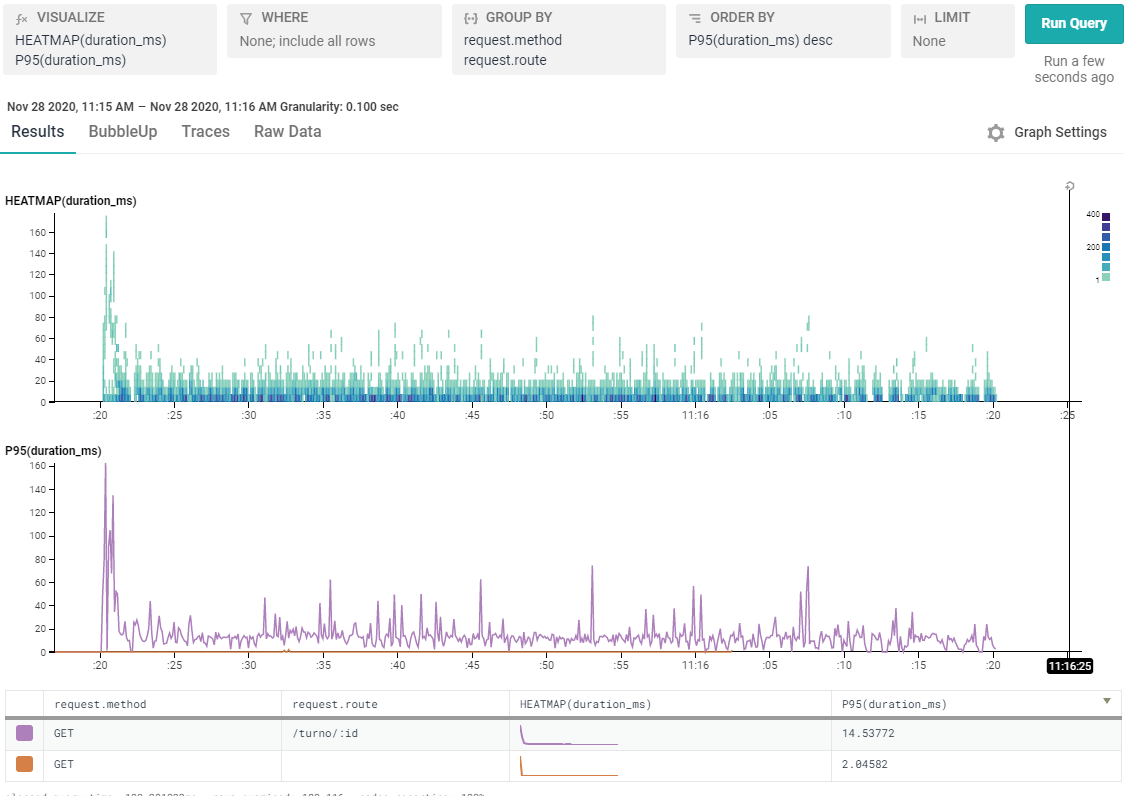 VISUALIZE
HEATMAP(duration_ms)
P95(duration_ms)
WHERE
None; include all rows
GROUP BY
request.method
request.route
ORDER BY
P95(duration_ms) desc
LIMIT
None
Run Query
Run a few
seconds ago
Nov 28 2020, 11:15 AM – Nov 28 2020, 11:16 AM Granularity: 0.100 sec
Results BubbleUp Traces Raw Data Graph Settings
HEATMAP(duration_ms)
400
200
1
160
140
120
100
80
60
40
20
0
:20 :25 :30 :35 :40 :45 :50 :55 11:16 :05 :10 :15 :20 :25
P95(duration_ms)
160
140
120
100
80
60
40
20
0
:20 :25 :30 :35 :40 :45 :50 :55 11:16 :05 :10 :15 :20 11:16:25
request.method request.route HEATMAP(duration_ms) P95(duration_ms)
GET /turno/:id 14.53772
GET 2.04582